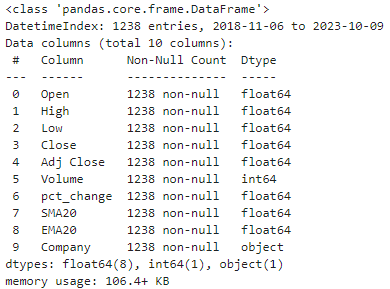 <class 'pandas.core.frame.DataFrame'>
DatetimeIndex: 1238 entries, 2018-11-06 to 2023-10-09
Data columns (total 10 columns):
 #   Column      Non-Null Count  Dtype
---  ------      --------------  -----
 0   Open        1238 non-null   float64
 1   High        1238 non-null   float64
 2   Low         1238 non-null   float64
 3   Close       1238 non-null   float64
 4   Adj Close   1238 non-null   float64
 5   Volume      1238 non-null   int64
 6   pct_change  1238 non-null   float64
 7   SMA20       1238 non-null   float64
 8   EMA20       1238 non-null   float64
 9   Company     1238 non-null   object
dtypes: float64(8), int64(1), object(1)
memory usage: 106.4+ KB